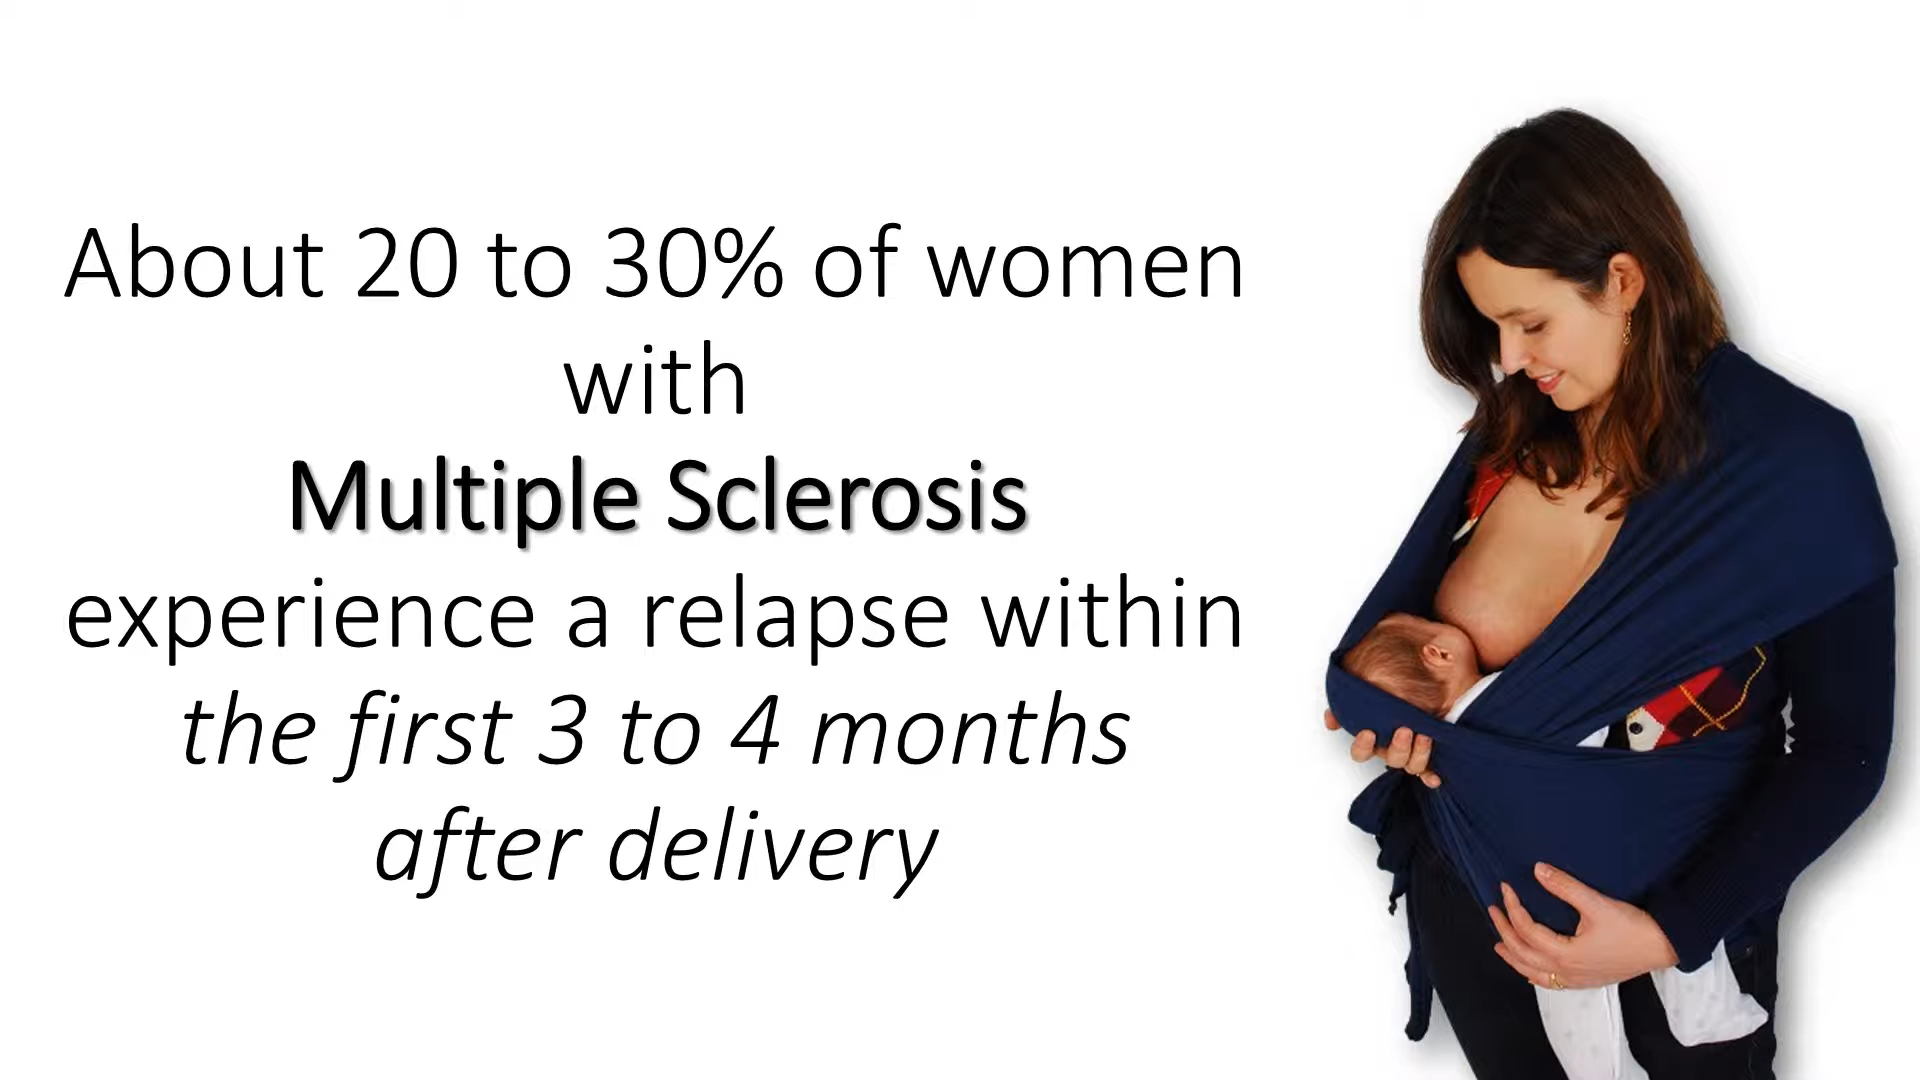 About 20 to 30% of women
with
Multiple Sclerosis
experience a relapse within
the first 3 to 4 months
after delivery